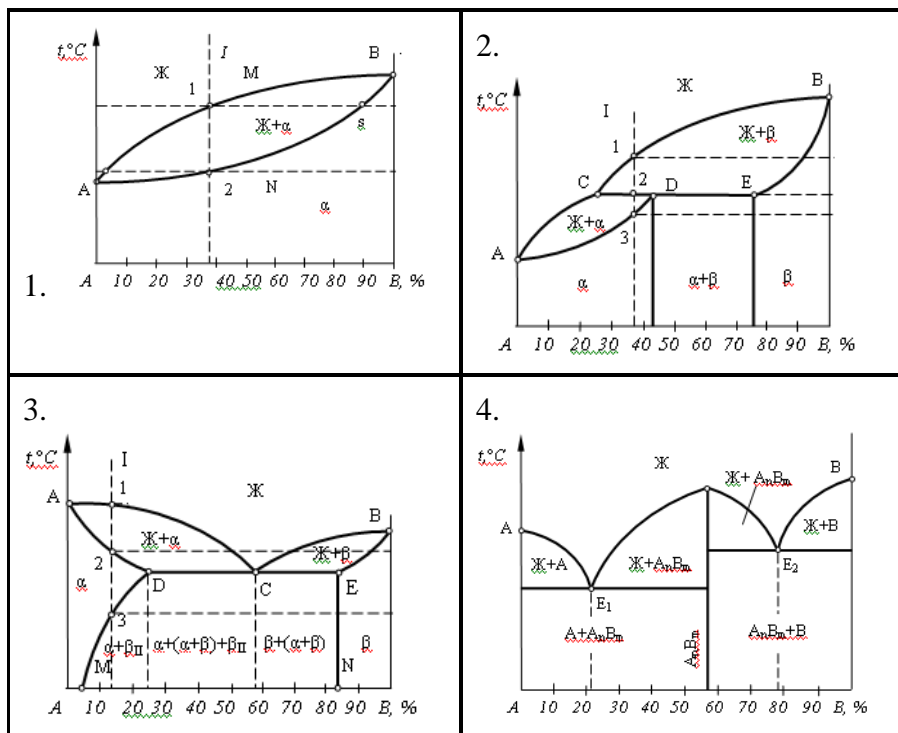 1.
t,°C
I
B
Ж
M
1
Ж+α
s
A
2
N
α
A 10 20 30 40 50 60 70 80 90 B, %
2.
t,°C
Ж
B
I
Ж+β
1
C
2
D
E
Ж+α
3
A
α
α+β
β
A 10 20 30 40 50 60 70 80 90 B, %
3.
t,°C
I
A
1
Ж
B
Ж+α
Ж+β
2
α
D
C
E
3
α+βII
α+(α+β)+βII
β+(α+β)
β
M
N
10 20 30 40 50 60 70 80 90 B, %
A
4.
t,°C
Ж
Ж+AnBm
B
A
Ж+B
Ж+A
Ж+AnBm
E2
E1
A+AnBm
AnBm
AnBm+B
A 10 20 30 40 50 60 70 80 90 B, %